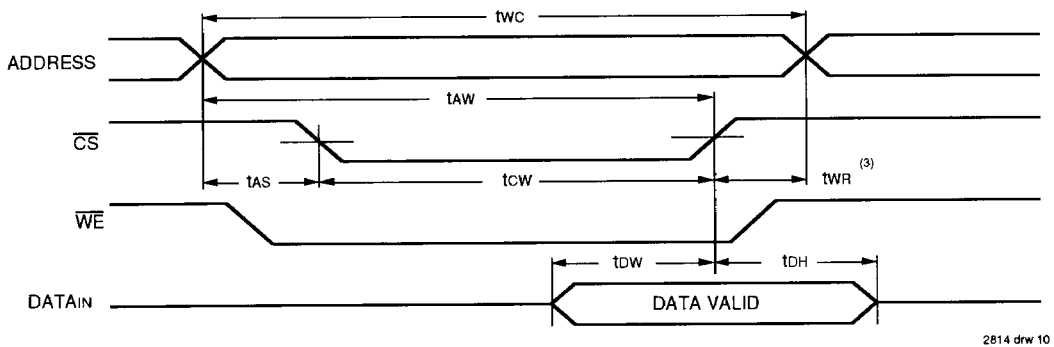 tWC
ADDRESS
tAW
CS
tAS
tCW
tWR (3)
WE
tDW
tDH
DATAIN
DATA VALID
2814 drw 10